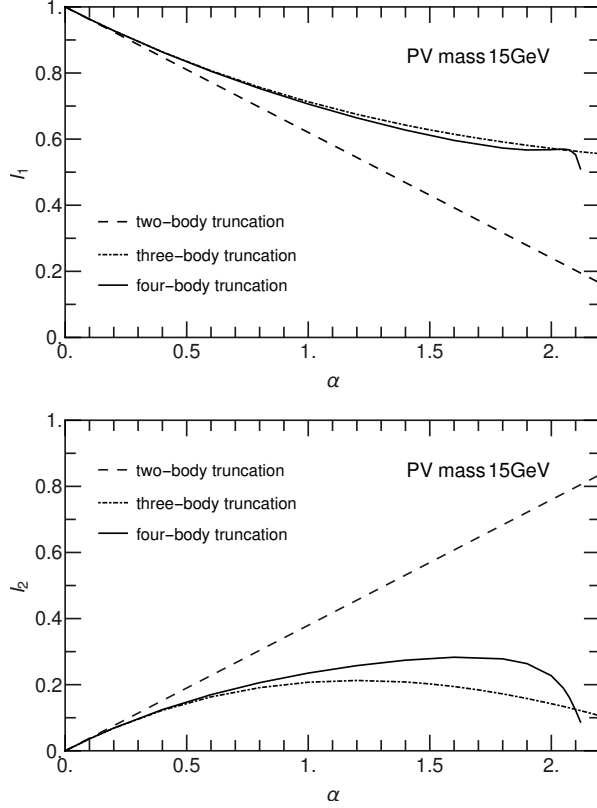 1.
PV mass 15GeV
0.8
0.6
I1
0.4
two−body truncation
three−body truncation
0.2
four−body truncation
0.
0. 0.5 1.0 1.5 2.
α
1.
two−body truncation PV mass 15GeV
three−body truncation
0.8
four−body truncation
0.6
I2
0.4
0.2
0.
0. 0.5 1.0 1.5 2.
α